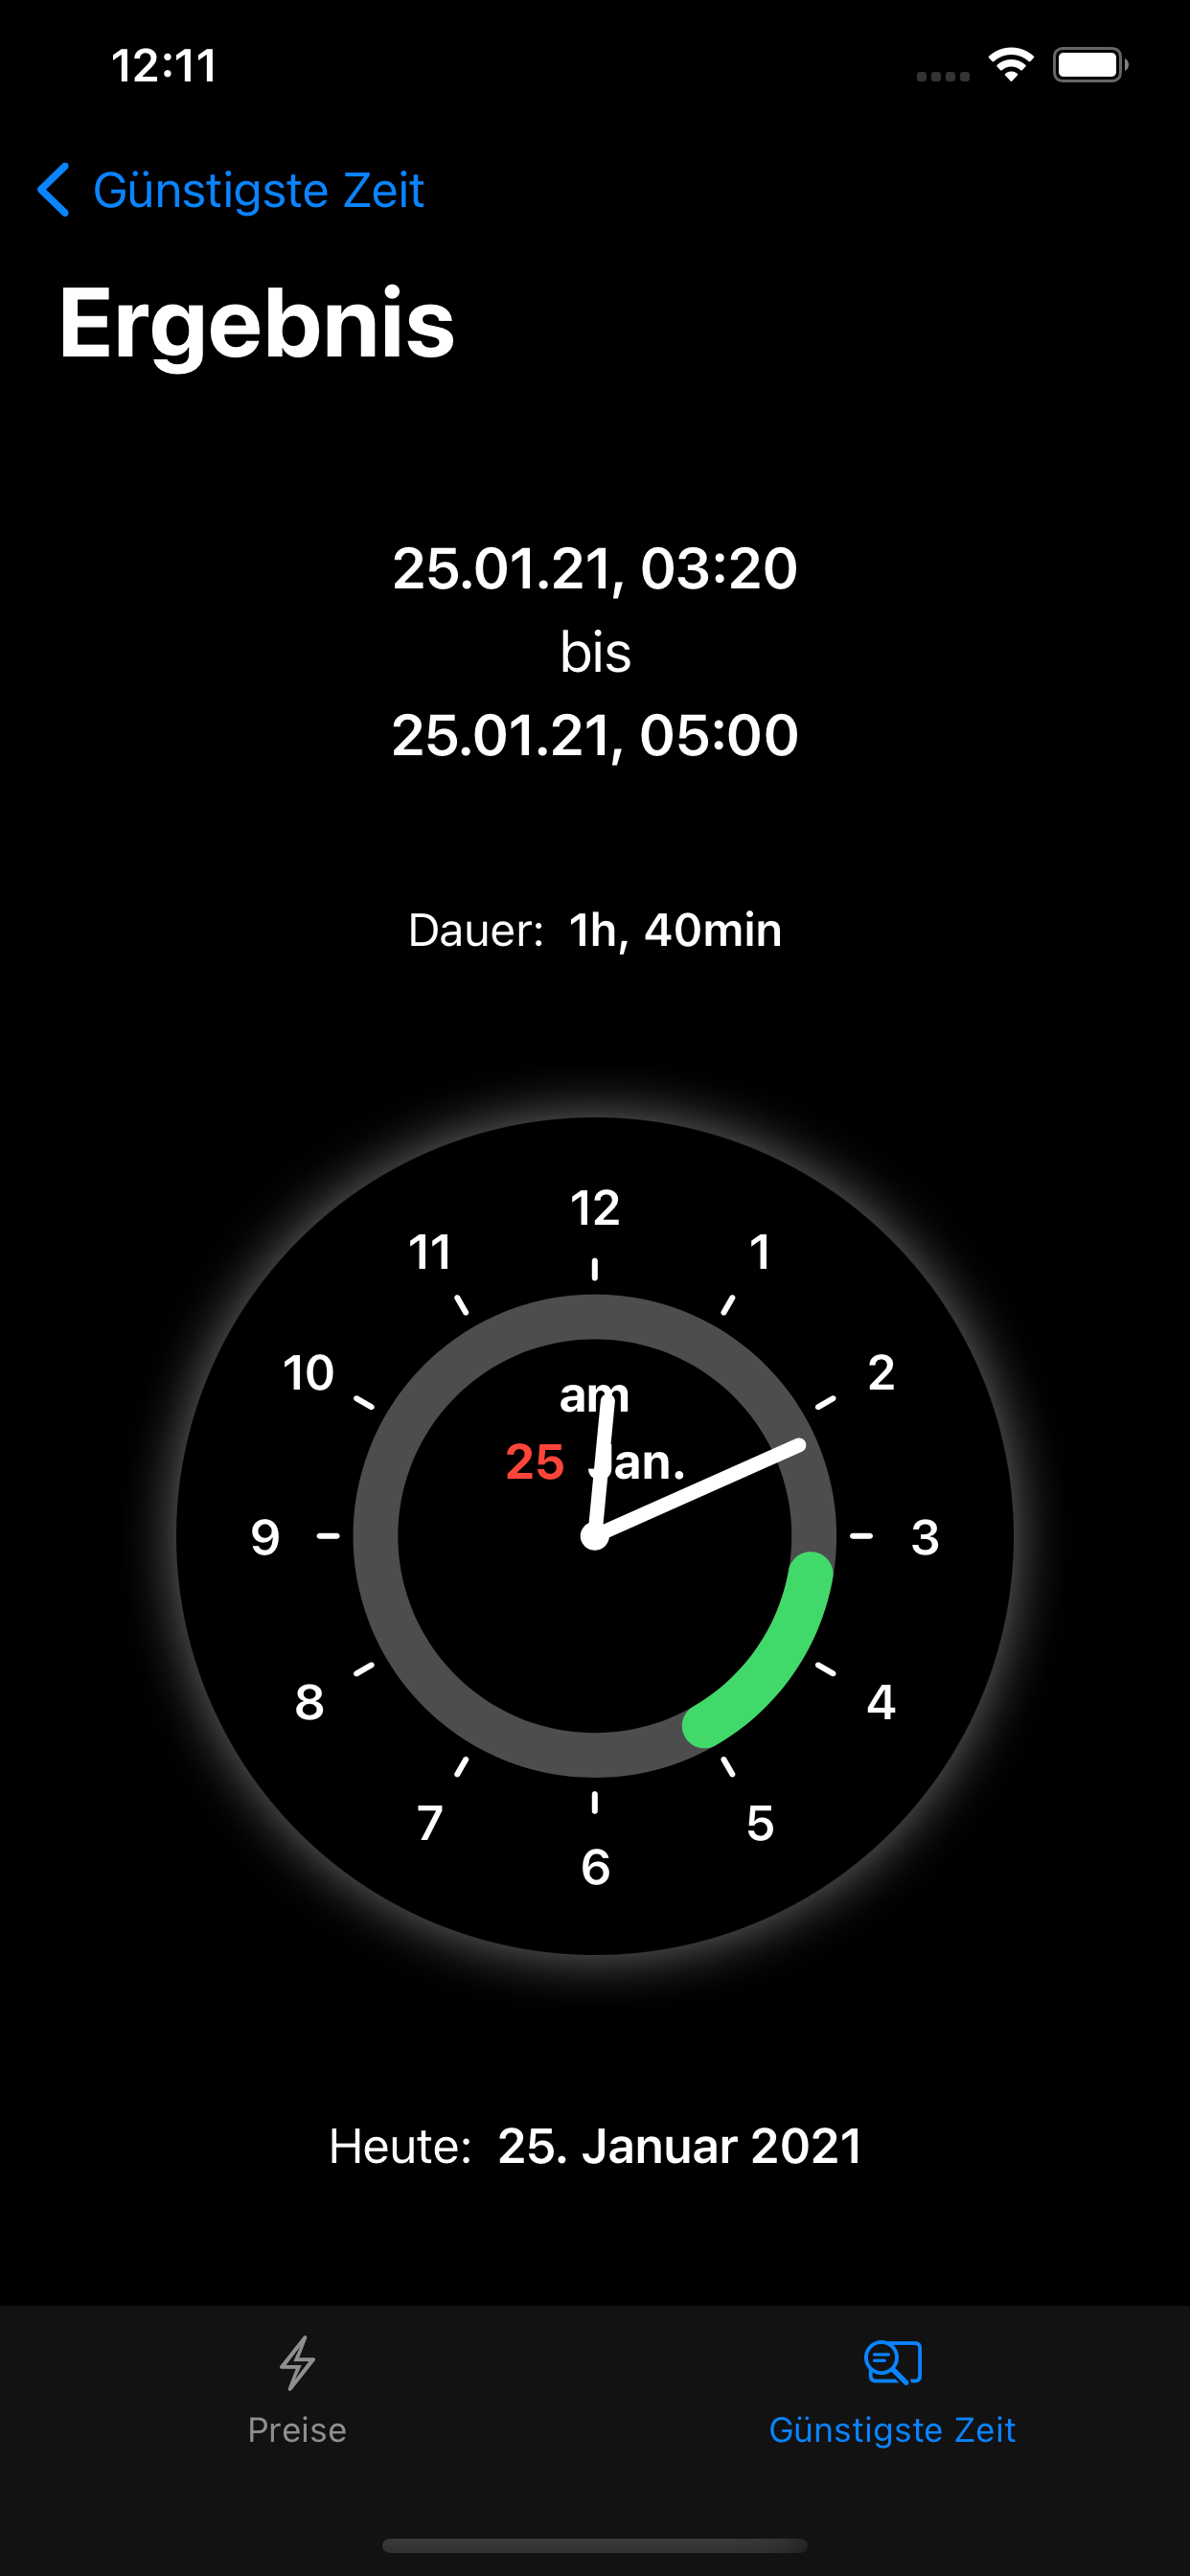 12:11
Günstigste Zeit
Ergebnis
25.01.21, 03:20
bis
25.01.21, 05:00
Dauer: 1h, 40min
12
11
1
10
2
am
25 Jan.
9
3
8
4
7
5
6
Heute: 25. Januar 2021
Preise
Günstigste Zeit